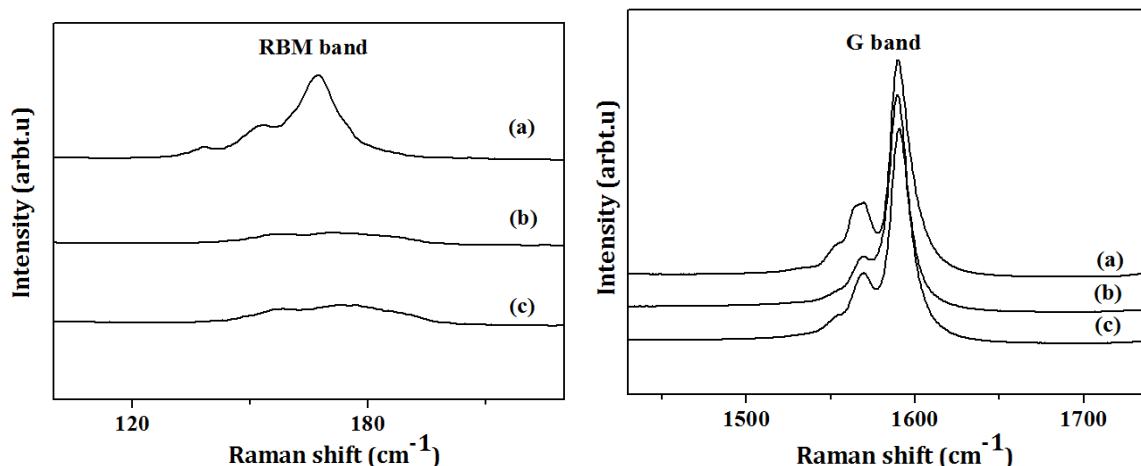 RBM band
(a)
(b)
(c)
Intensity (arbt.u)
120
180
Raman shift (cm-1)
G band
(a)
(b)
(c)
Intensity (arbt.u)
1500
1600
1700
Raman shift (cm-1)